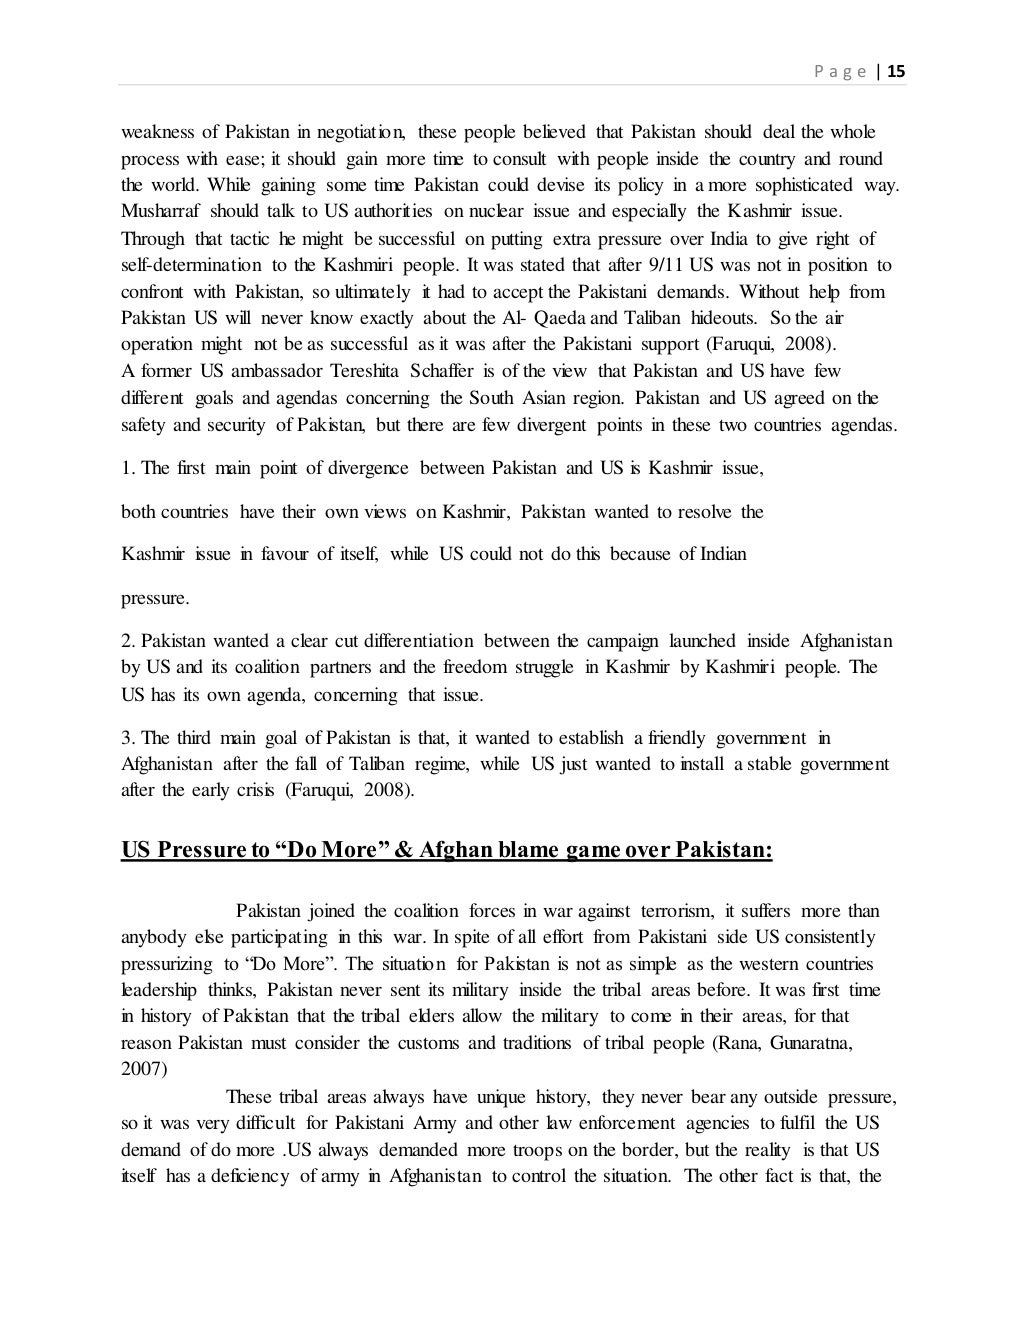 Page | 15
weakness of Pakistan in negotiation, these people believed that Pakistan should deal the whole
process with ease; it should gain more time to consult with people inside the country and round
the world. While gaining some time Pakistan could devise its policy in a more sophisticated way.
Musharraf should talk to US authorities on nuclear issue and especially the Kashmir issue.
Through that tactic he might be successful on putting extra pressure over India to give right of
self-determination to the Kashmiri people. It was stated that after 9/11 US was not in position to
confront with Pakistan, so ultimately it had to accept the Pakistani demands. Without help from
Pakistan US will never know exactly about the Al- Qaeda and Taliban hideouts. So the air
operation might not be as successful as it was after the Pakistani support (Faruqui, 2008).
A former US ambassador Tereshita Schaffer is of the view that Pakistan and US have few
different goals and agendas concerning the South Asian region. Pakistan and US agreed on the
safety and security of Pakistan, but there are few divergent points in these two countries agendas.
1. The first main point of divergence between Pakistan and US is Kashmir issue,
both countries have their own views on Kashmir, Pakistan wanted to resolve the
Kashmir issue in favour of itself, while US could not do this because of Indian
pressure.
2. Pakistan wanted a clear cut differentiation between the campaign launched inside Afghanistan
by US and its coalition partners and the freedom struggle in Kashmir by Kashmiri people. The
US has its own agenda, concerning that issue.
3. The third main goal of Pakistan is that, it wanted to establish a friendly government in
Afghanistan after the fall of Taliban regime, while US just wanted to install a stable government
after the early crisis (Faruqui, 2008).
US Pressure to “Do More” & Afghan blame game over Pakistan:
Pakistan joined the coalition forces in war against terrorism, it suffers more than
anybody else participating in this war. In spite of all effort from Pakistani side US consistently
pressurizing to “Do More”. The situation for Pakistan is not as simple as the western countries
leadership thinks, Pakistan never sent its military inside the tribal areas before. It was first time
in history of Pakistan that the tribal elders allow the military to come in their areas, for that
reason Pakistan must consider the customs and traditions of tribal people (Rana, Gunaratna,
2007)
These tribal areas always have unique history, they never bear any outside pressure,
so it was very difficult for Pakistani Army and other law enforcement agencies to fulfil the US
demand of do more .US always demanded more troops on the border, but the reality is that US
itself has a deficiency of army in Afghanistan to control the situation. The other fact is that, the